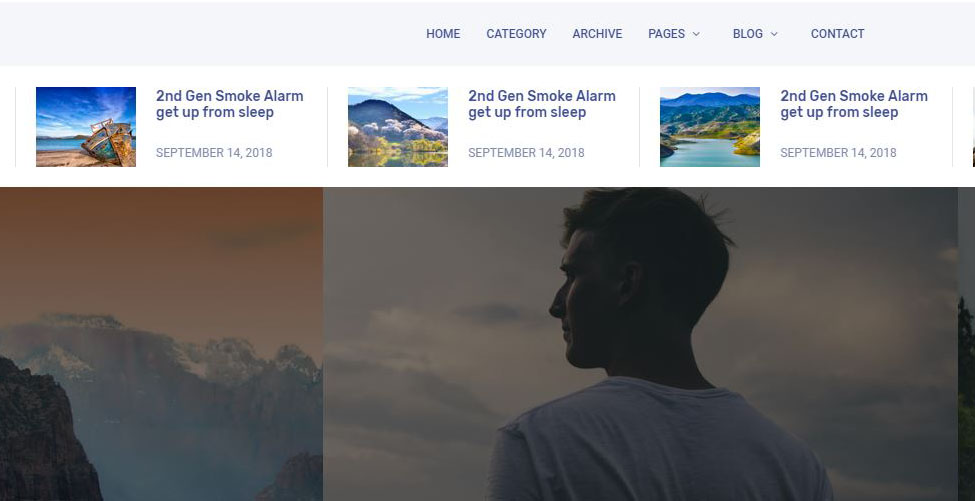 HOME CATEGORY ARCHIVE PAGES BLOG CONTACT
2nd Gen Smoke Alarm
get up from sleep
SEPTEMBER 14, 2018
2nd Gen Smoke Alarm
get up from sleep
SEPTEMBER 14, 2018
2nd Gen Smoke Alarm
get up from sleep
SEPTEMBER 14, 2018